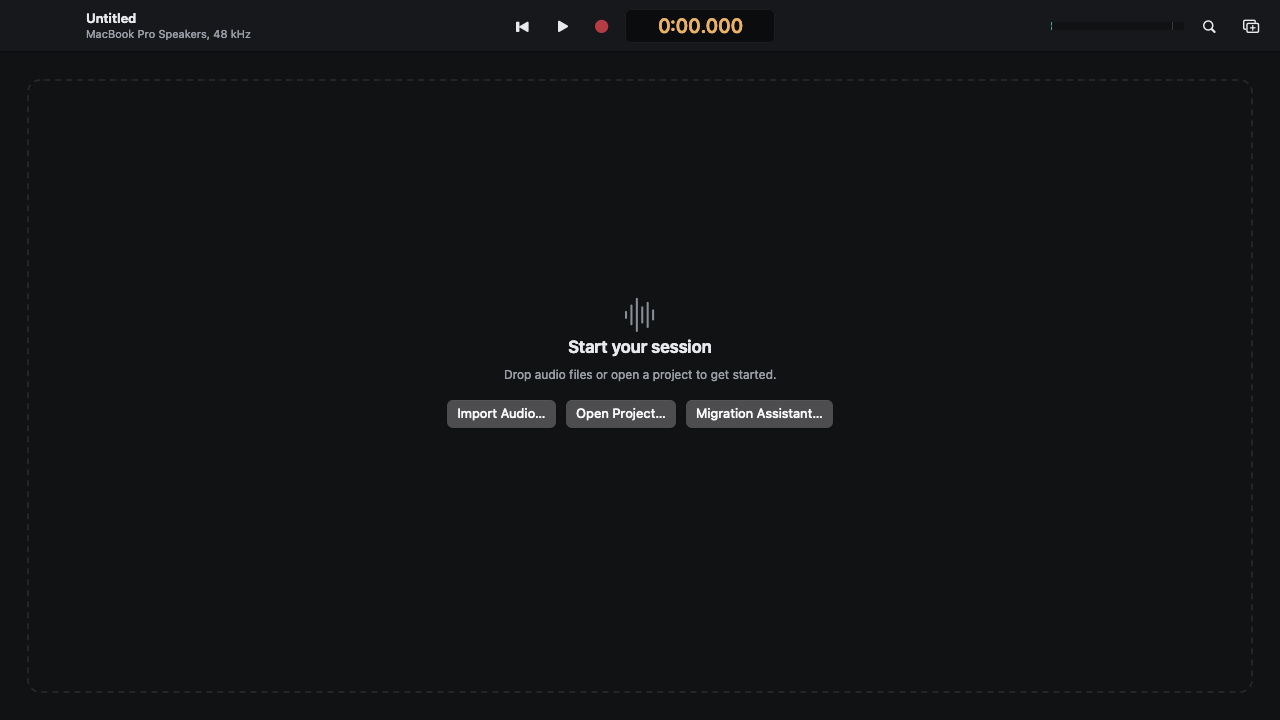 Untitled
MacBook Pro Speakers, 48 kHz
0:00.000
Start your session
Drop audio files or open a project to get started.
Import Audio...
Open Project...
Migration Assistant...